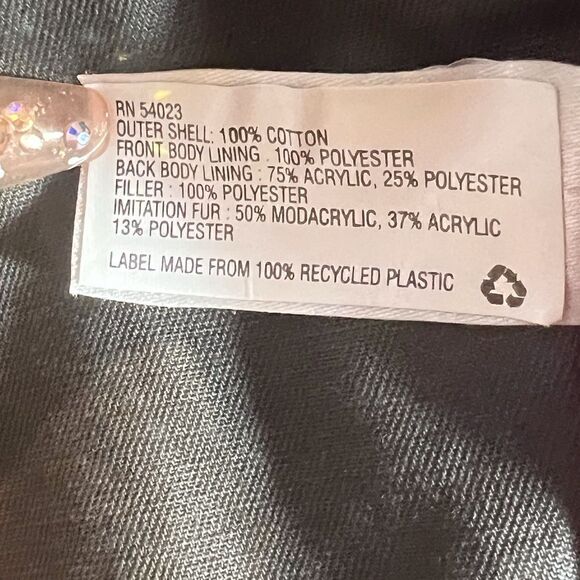 RN 54023
OUTER SHELL: 100% COTTON
FRONT BODY LINING : 100% POLYESTER
BACK BODY LINING : 75% ACRYLIC, 25% POLYESTER
FILLER : 100% POLYESTER
IMITATION FUR : 50% MODACRYLIC, 37% ACRYLIC
13% POLYESTER
LABEL MADE FROM 100% RECYCLED PLASTIC